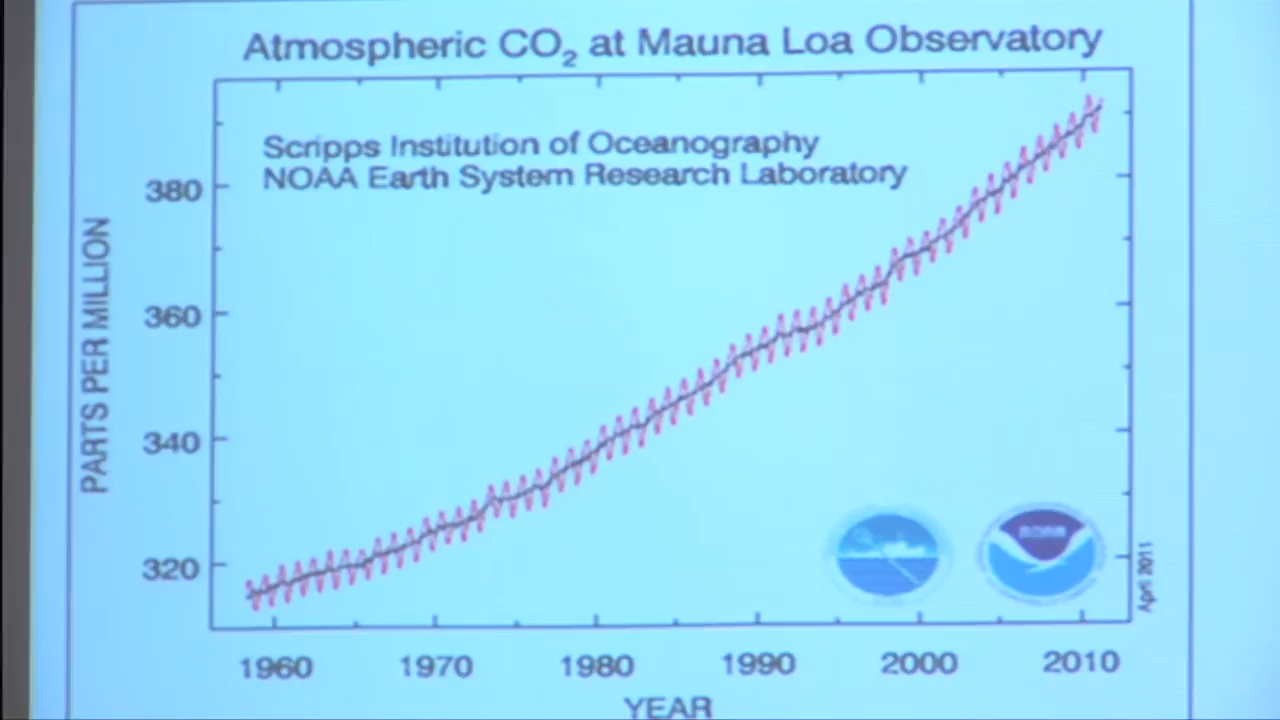 Atmospheric CO₂ at Mauna Loa Observatory
Scripps Institution of Oceanography
NOAA Earth System Research Laboratory
PARTS PER MILLION
380
360
340
320
NOAA
April 2011
1960 1970 1980 1990 2000 2010
YEAR